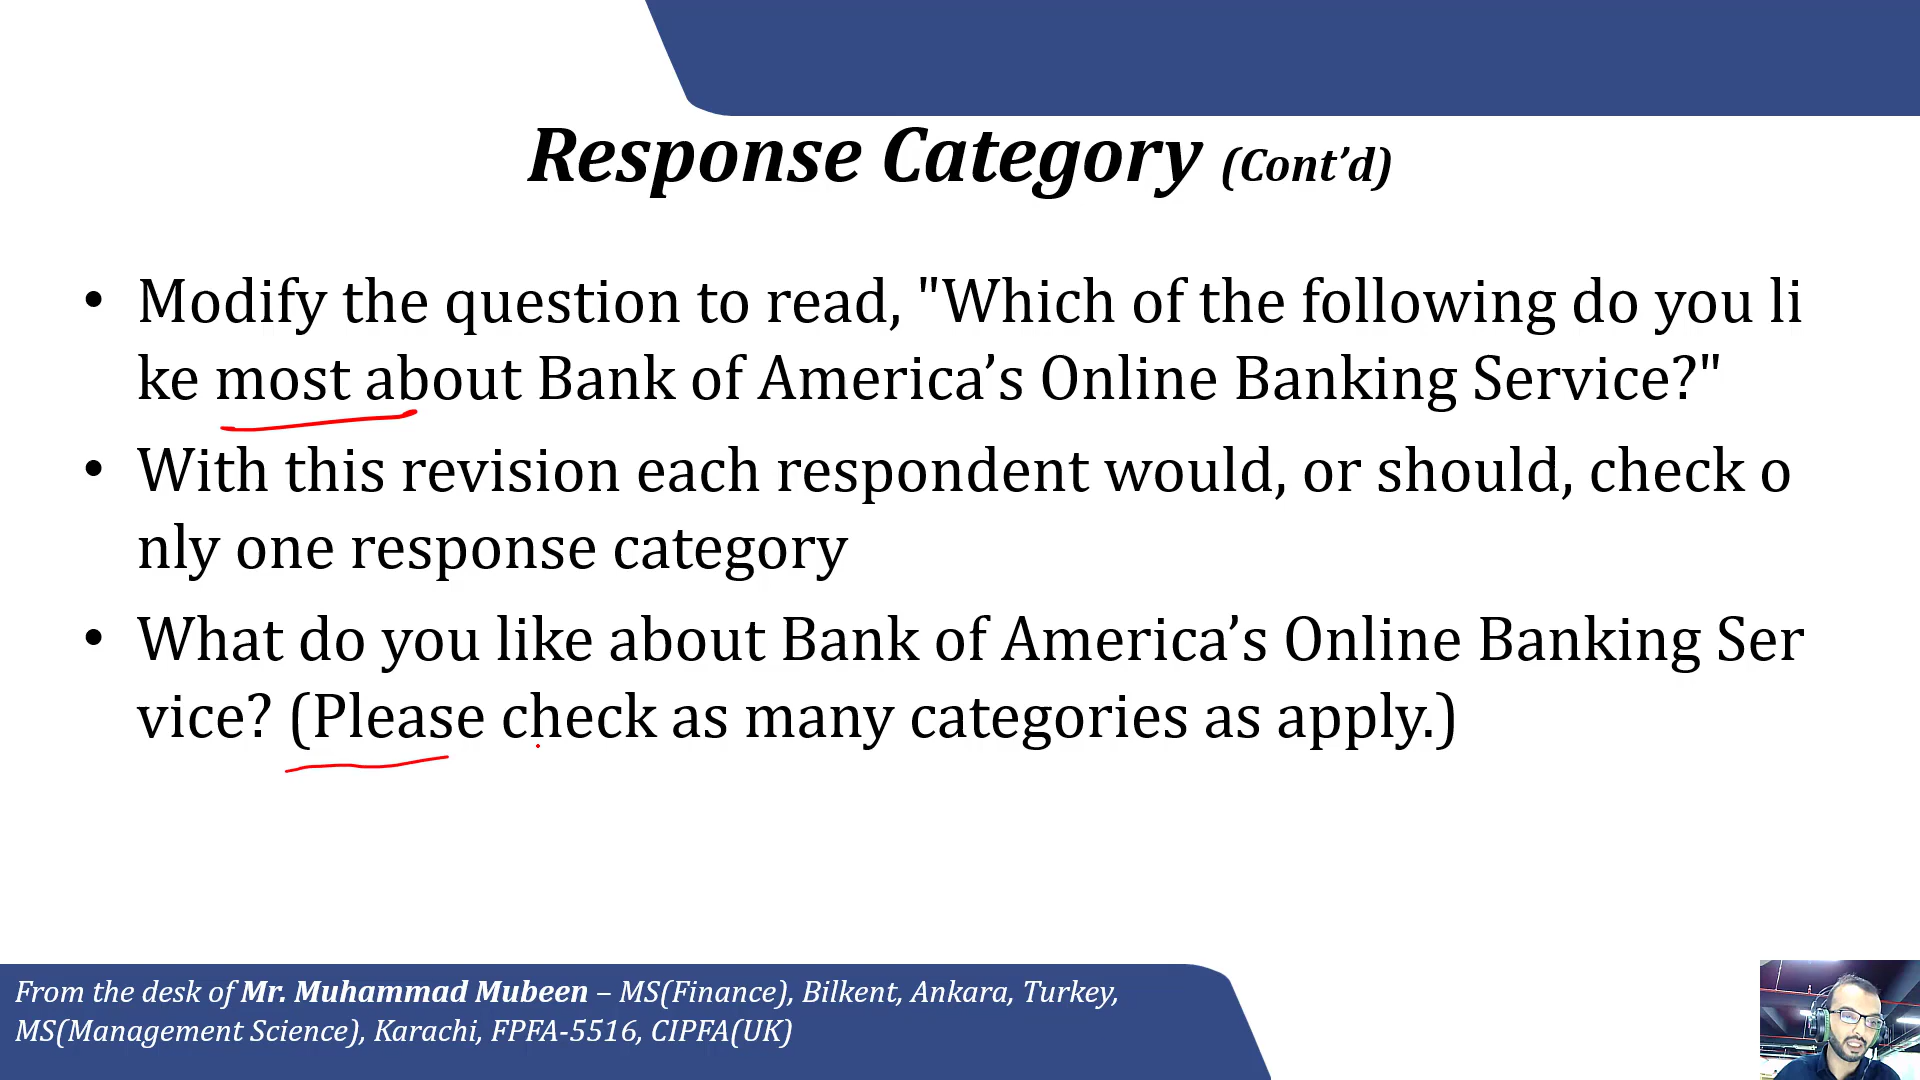 Response Category (Cont’d)
• Modify the question to read, "Which of the following do you li
ke most about Bank of America’s Online Banking Service?"
• With this revision each respondent would, or should, check o
nly one response category
• What do you like about Bank of America’s Online Banking Ser
vice? (Please check as many categories as apply.)
From the desk of Mr. Muhammad Mubeen – MS(Finance), Bilkent, Ankara, Turkey,
MS(Management Science), Karachi, FPFA-5516, CIPFA(UK)